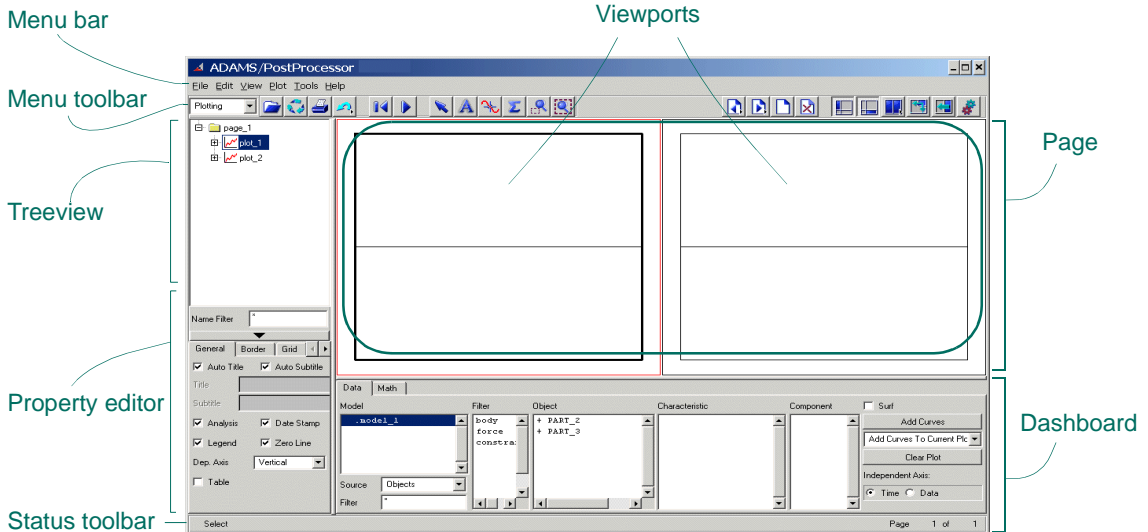 Menu bar
Viewports
ADAMS/PostProcessor
File Edit View Plot Tools Help
Menu toolbar
Plotting
A
Σ
page_1
plot_1
plot_2
Page
Treeview
Name Filter *
General Border Grid
Auto Title Auto Subtitle
Title
Subtitle
Property editor
Analysis Date Stamp
Legend Zero Line
Dep. Axis Vertical
Table
Data Math
Model Filter Object Characteristic Component Surf
.model_1 body + PART_2 Add Curves
force + PART_3 Add Curves To Current Plo
constrai Clear Plot
Dashboard
Independent Axis:
Source Objects Time Data
Filter *
Status toolbar
Select Page 1 of 1